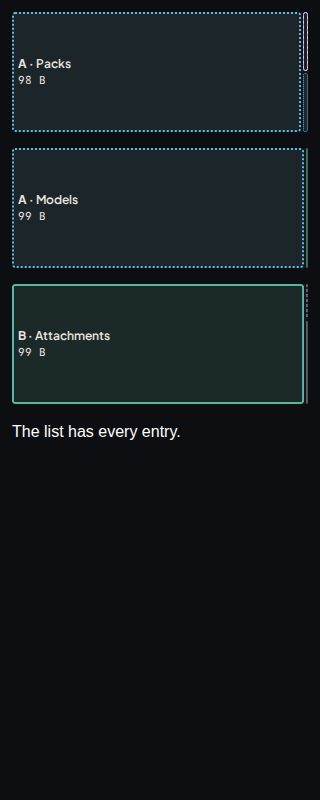 A · Packs
98 B
A · Models
99 B
B · Attachments
99 B
The list has every entry.